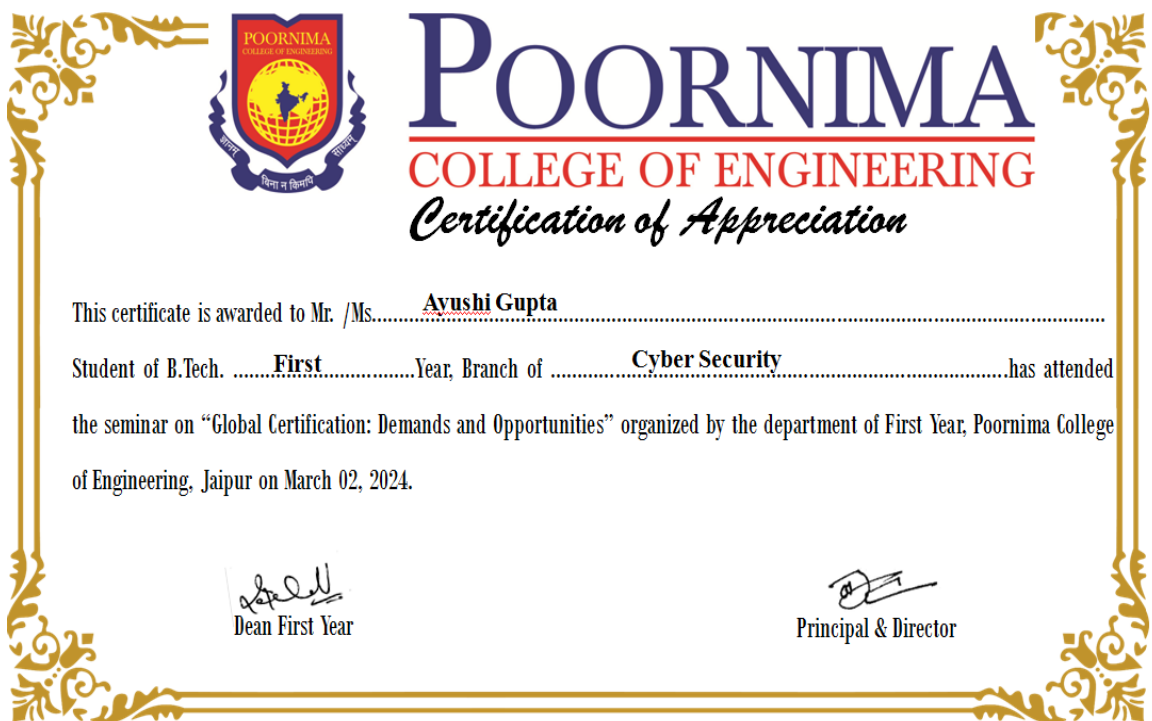 POORNIMA
COLLEGE OF ENGINEERING
ज्ञानम् विना न किमपि साध्यम्
POORNIMA
COLLEGE OF ENGINEERING
Certification of Appreciation
This certificate is awarded to Mr. /Ms..........Ayushi Gupta..........
Student of B.Tech. ........First..................Year, Branch of ................Cyber Security............................................has attended
the seminar on “Global Certification: Demands and Opportunities” organized by the department of First Year, Poornima College
of Engineering, Jaipur on March 02, 2024.
Dean First Year
Principal & Director